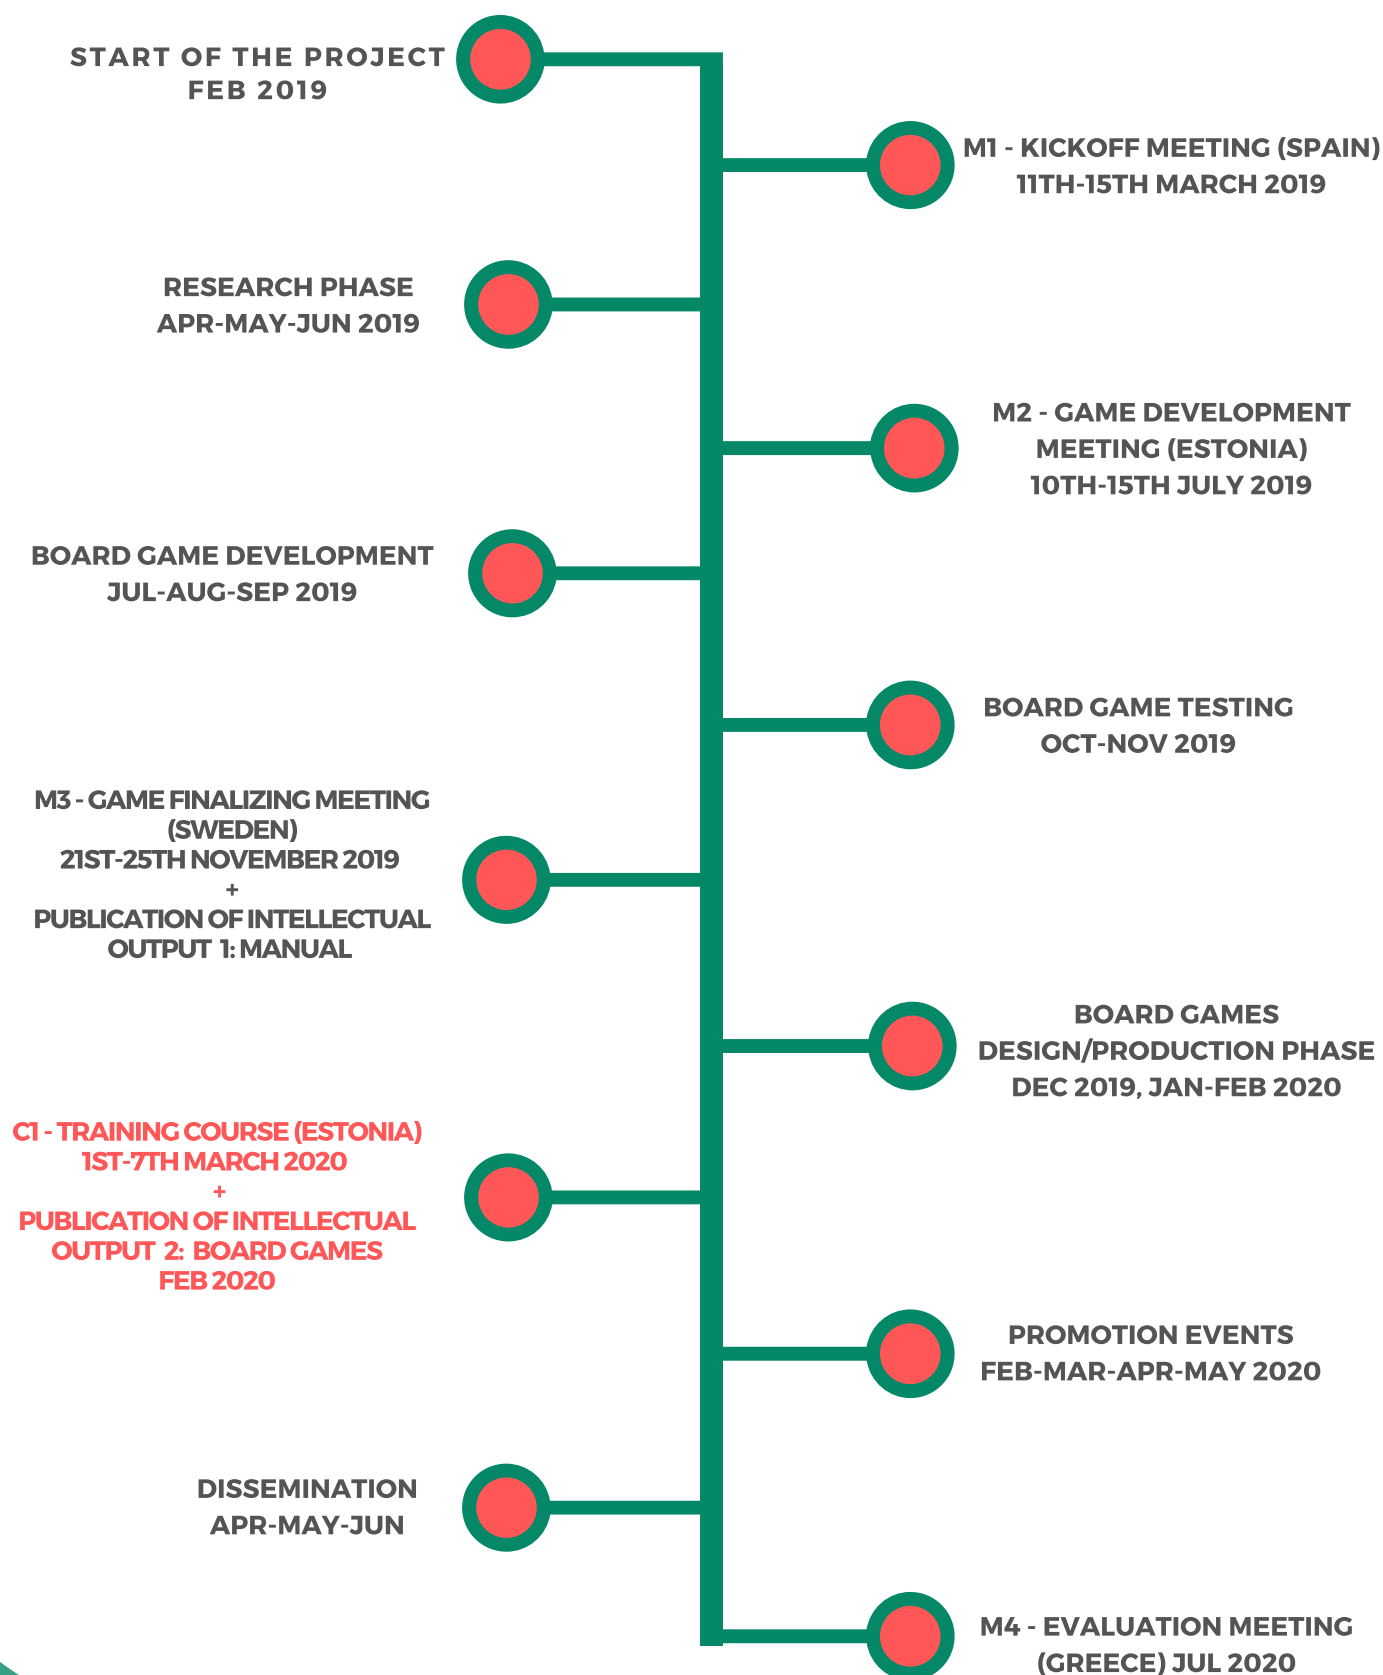 START OF THE PROJECT
FEB 2019
M1 - KICKOFF MEETING (SPAIN)
11TH-15TH MARCH 2019
RESEARCH PHASE
APR-MAY-JUN 2019
M2 - GAME DEVELOPMENT
MEETING (ESTONIA)
10TH-15TH JULY 2019
BOARD GAME DEVELOPMENT
JUL-AUG-SEP 2019
BOARD GAME TESTING
OCT-NOV 2019
M3 - GAME FINALIZING MEETING
(SWEDEN)
21ST-25TH NOVEMBER 2019
+
PUBLICATION OF INTELLECTUAL
OUTPUT 1: MANUAL
BOARD GAMES
DESIGN/PRODUCTION PHASE
DEC 2019, JAN-FEB 2020
C1 - TRAINING COURSE (ESTONIA)
1ST-7TH MARCH 2020
+
PUBLICATION OF INTELLECTUAL
OUTPUT 2: BOARD GAMES
FEB 2020
PROMOTION EVENTS
FEB-MAR-APR-MAY 2020
DISSEMINATION
APR-MAY-JUN
M4 - EVALUATION MEETING
(GREECE) JUL 2020